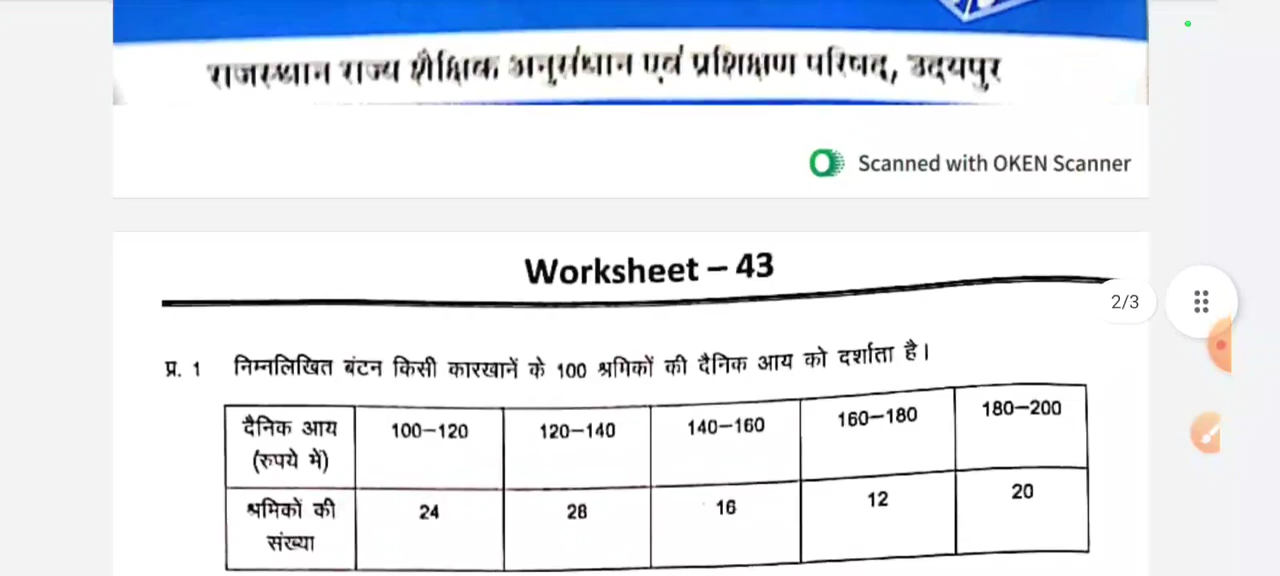 राजस्थान राज्य शैक्षिक अनुसंधान एवं प्रशिक्षण परिषद, उदयपुर
Scanned with OKEN Scanner
Worksheet – 43
2/3
प्र. 1 निम्नलिखित बंटन किसी कारखानें के 100 श्रमिकों की दैनिक आय को दर्शाता है।
दैनिक आय (रुपये में) 100–120 120–140 140–160 160–180 180–200
श्रमिकों की संख्या 24 28 16 12 20